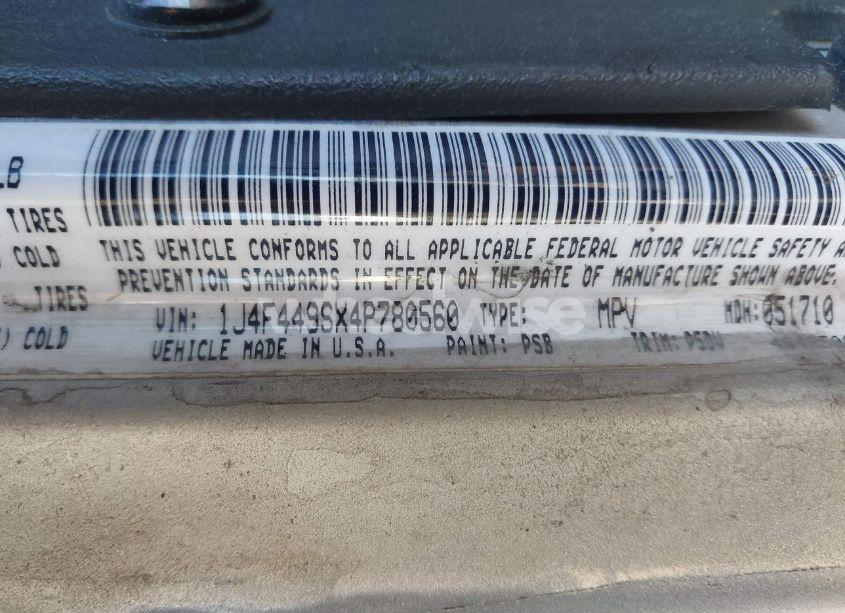 LB
TIRES
COLD
THIS VEHICLE CONFORMS TO ALL APPLICABLE FEDERAL MOTOR VEHICLE SAFETY A
PREVENTION STANDARDS IN EFFECT ON THE DATE OF MANUFACTURE SHOWN ABOVE.
TIRES
VIN: 1J4F449SX4P780560 TYPE: MPV MDH:051710
) COLD
VEHICLE MADE IN U.S.A. PAINT: PSB TRIM: